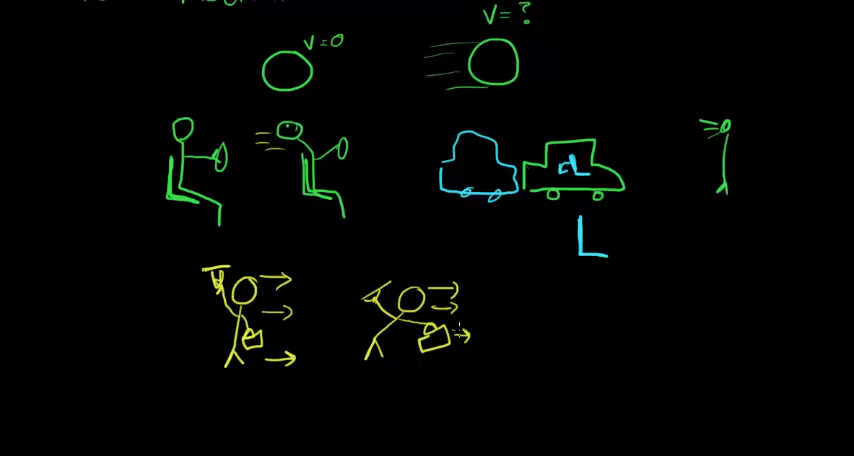 V = ?
V = 0